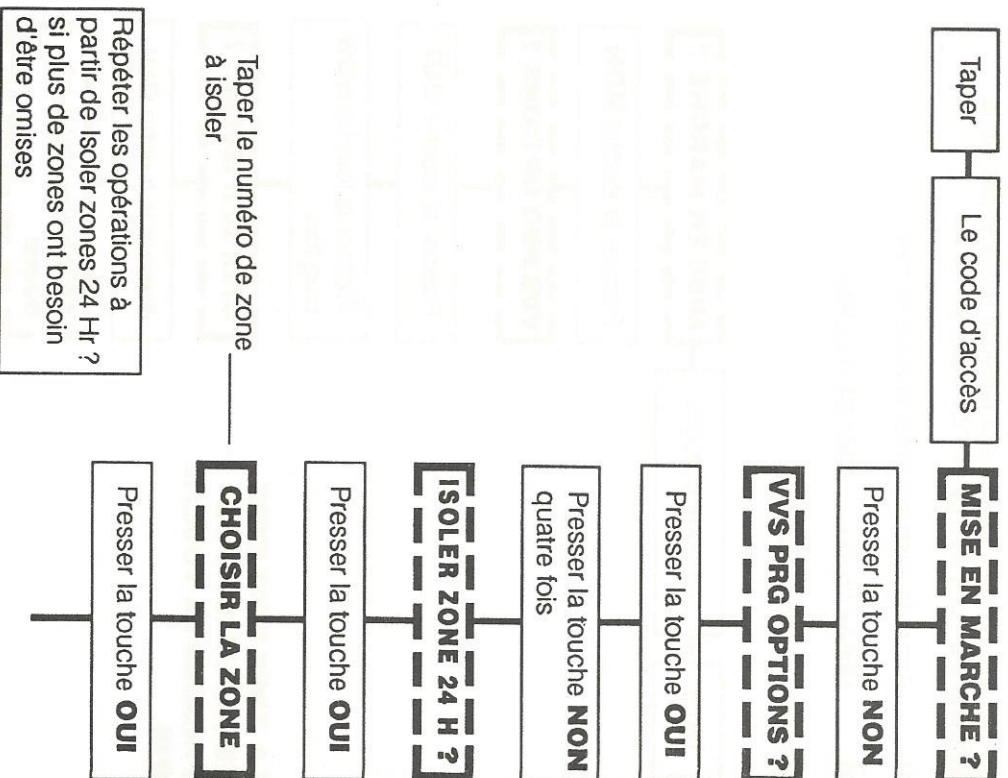 Taper
Le code d'accès
MISE EN MARCHE ?
Presser la touche NON
VVS PRG OPTIONS ?
Presser la touche OUI
Presser la touche NON
quatre fois
ISOLER ZONE 24 H ?
Presser la touche OUI
Taper le numéro de zone
à isoler
CHOISIR LA ZONE
Presser la touche OUI
Répéter les opérations à
partir de Isoler zones 24 Hr ?
si plus de zones ont besoin
d'être omises